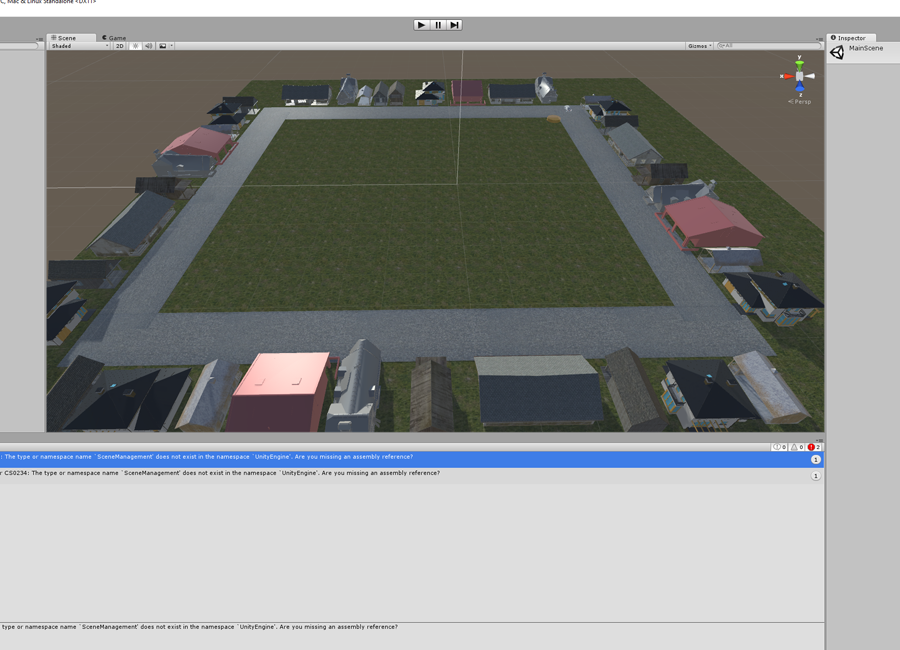 C, Mac & Linux Standalone <DX11>
Scene Game
Shaded 2D Gizmos All
Inspector
MainScene
y
x
z
Persp
0 0 2
: The type or namespace name `SceneManagement' does not exist in the namespace `UnityEngine'. Are you missing an assembly reference?
1
r CS0234: The type or namespace name `SceneManagement' does not exist in the namespace `UnityEngine'. Are you missing an assembly reference?
1
type or namespace name `SceneManagement' does not exist in the namespace `UnityEngine'. Are you missing an assembly reference?